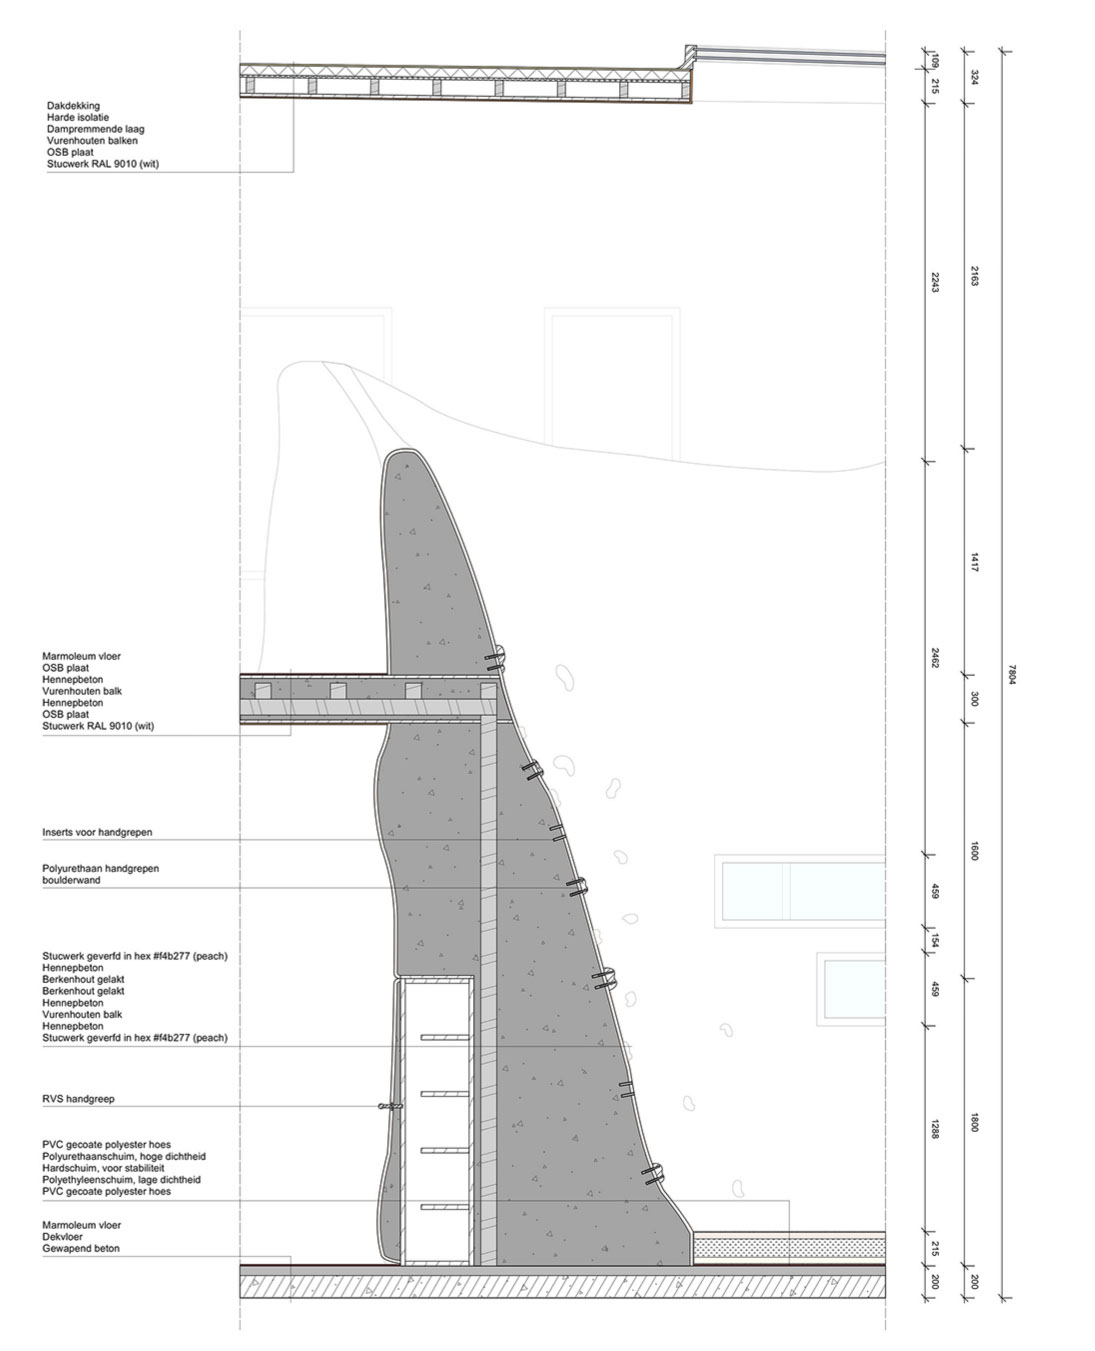 Dakdekking
Harde isolatie
Dampremmende laag
Vurenhouten balken
OSB plaat
Stucwerk RAL 9010 (wit)
Marmoleum vloer
OSB plaat
Hennepbeton
Vurenhouten balk
Hennepbeton
OSB plaat
Stucwerk RAL 9010 (wit)
Inserts voor handgrepen
Polyurethaan handgrepen
boulderwand
Stucwerk geverfd in hex #f4b277 (peach)
Hennepbeton
Berkenhout gelakt
Berkenhout gelakt
Hennepbeton
Vurenhouten balk
Hennepbeton
Stucwerk geverfd in hex #f4b277 (peach)
RVS handgreep
PVC gecoate polyester hoes
Polyurethaanschuim, hoge dichtheid
Hardschuim, voor stabiliteit
Polyethyleenschuim, lage dichtheid
PVC gecoate polyester hoes
Marmoleum vloer
Dekvloer
Gewapend beton
109
215
2243
2462
459
154
459
1288
215
200
324
2163
1417
300
1600
1800
200
7804